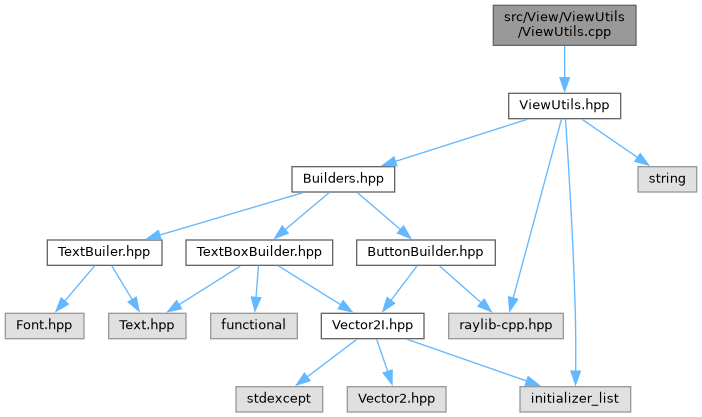 src/View/ViewUtils
/ViewUtils.cpp
ViewUtils.hpp
Builders.hpp
string
TextBuiler.hpp
TextBoxBuilder.hpp
ButtonBuilder.hpp
Font.hpp
Text.hpp
functional
Vector2I.hpp
raylib-cpp.hpp
stdexcept
Vector2.hpp
initializer_list